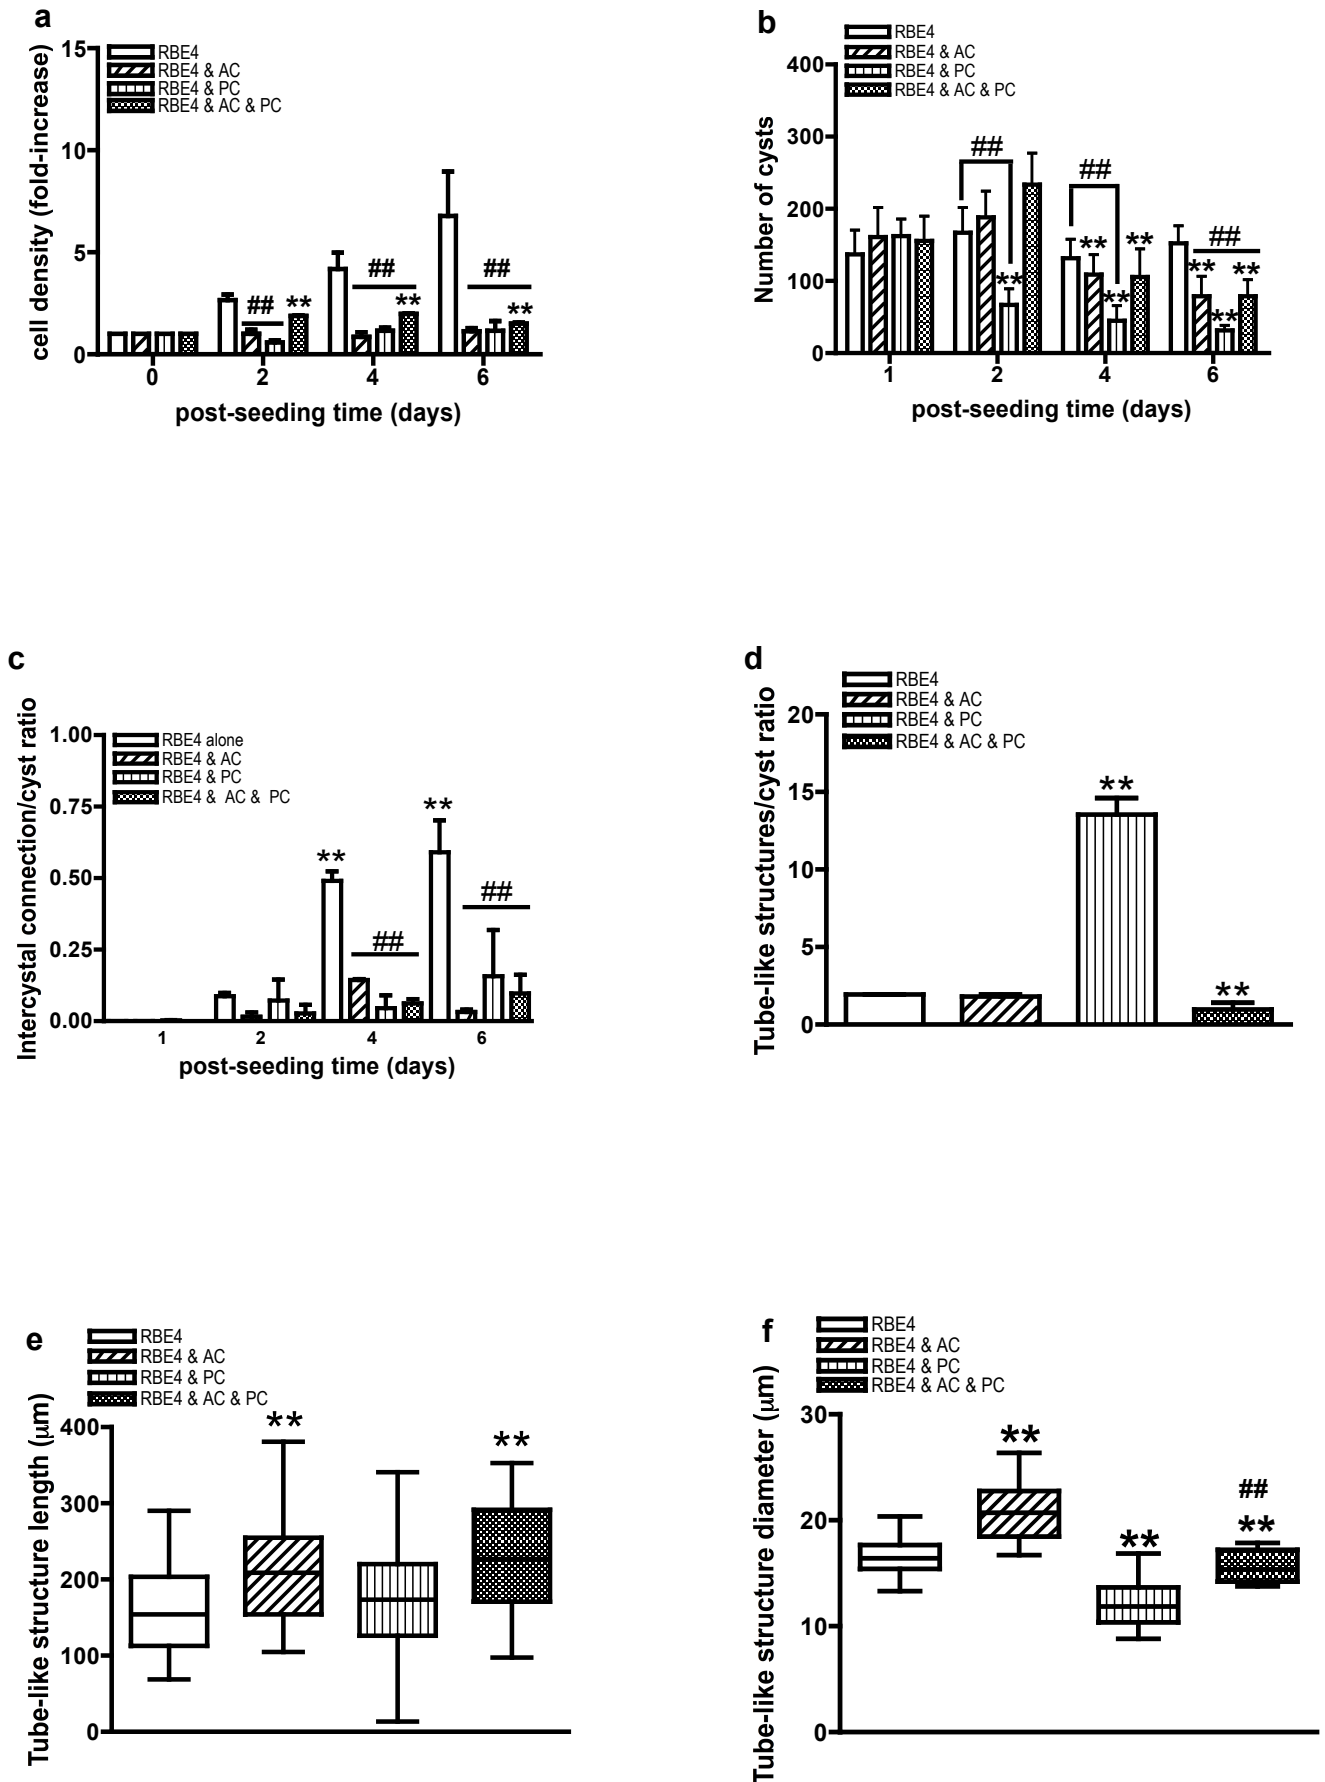 a
cell density (fold-increase)
15
10
5
0
RBE4
RBE4 & AC
RBE4 & PC
RBE4 & AC & PC
##
**
##
**
##
**
0 2 4 6
post-seeding time (days)
b
Number of cysts
400
300
200
100
0
RBE4
RBE4 & AC
RBE4 & PC
RBE4 & AC & PC
##
**
##
**
**
**
##
**
**
**
1 2 4 6
post-seeding time (days)
c
Intercystal connection/cyst ratio
1.00
0.75
0.50
0.25
0.00
RBE4 alone
RBE4 & AC
RBE4 & PC
RBE4 & AC & PC
**
##
**
##
1 2 4 6
post-seeding time (days)
d
Tube-like structures/cyst ratio
20
15
10
5
0
RBE4
RBE4 & AC
RBE4 & PC
RBE4 & AC & PC
**
**
e
Tube-like structure length (μm)
400
300
200
100
0
RBE4
RBE4 & AC
RBE4 & PC
RBE4 & AC & PC
**
**
f
Tube-like structure diameter (μm)
30
20
10
0
RBE4
RBE4 & AC
RBE4 & PC
RBE4 & AC & PC
**
**
##
**